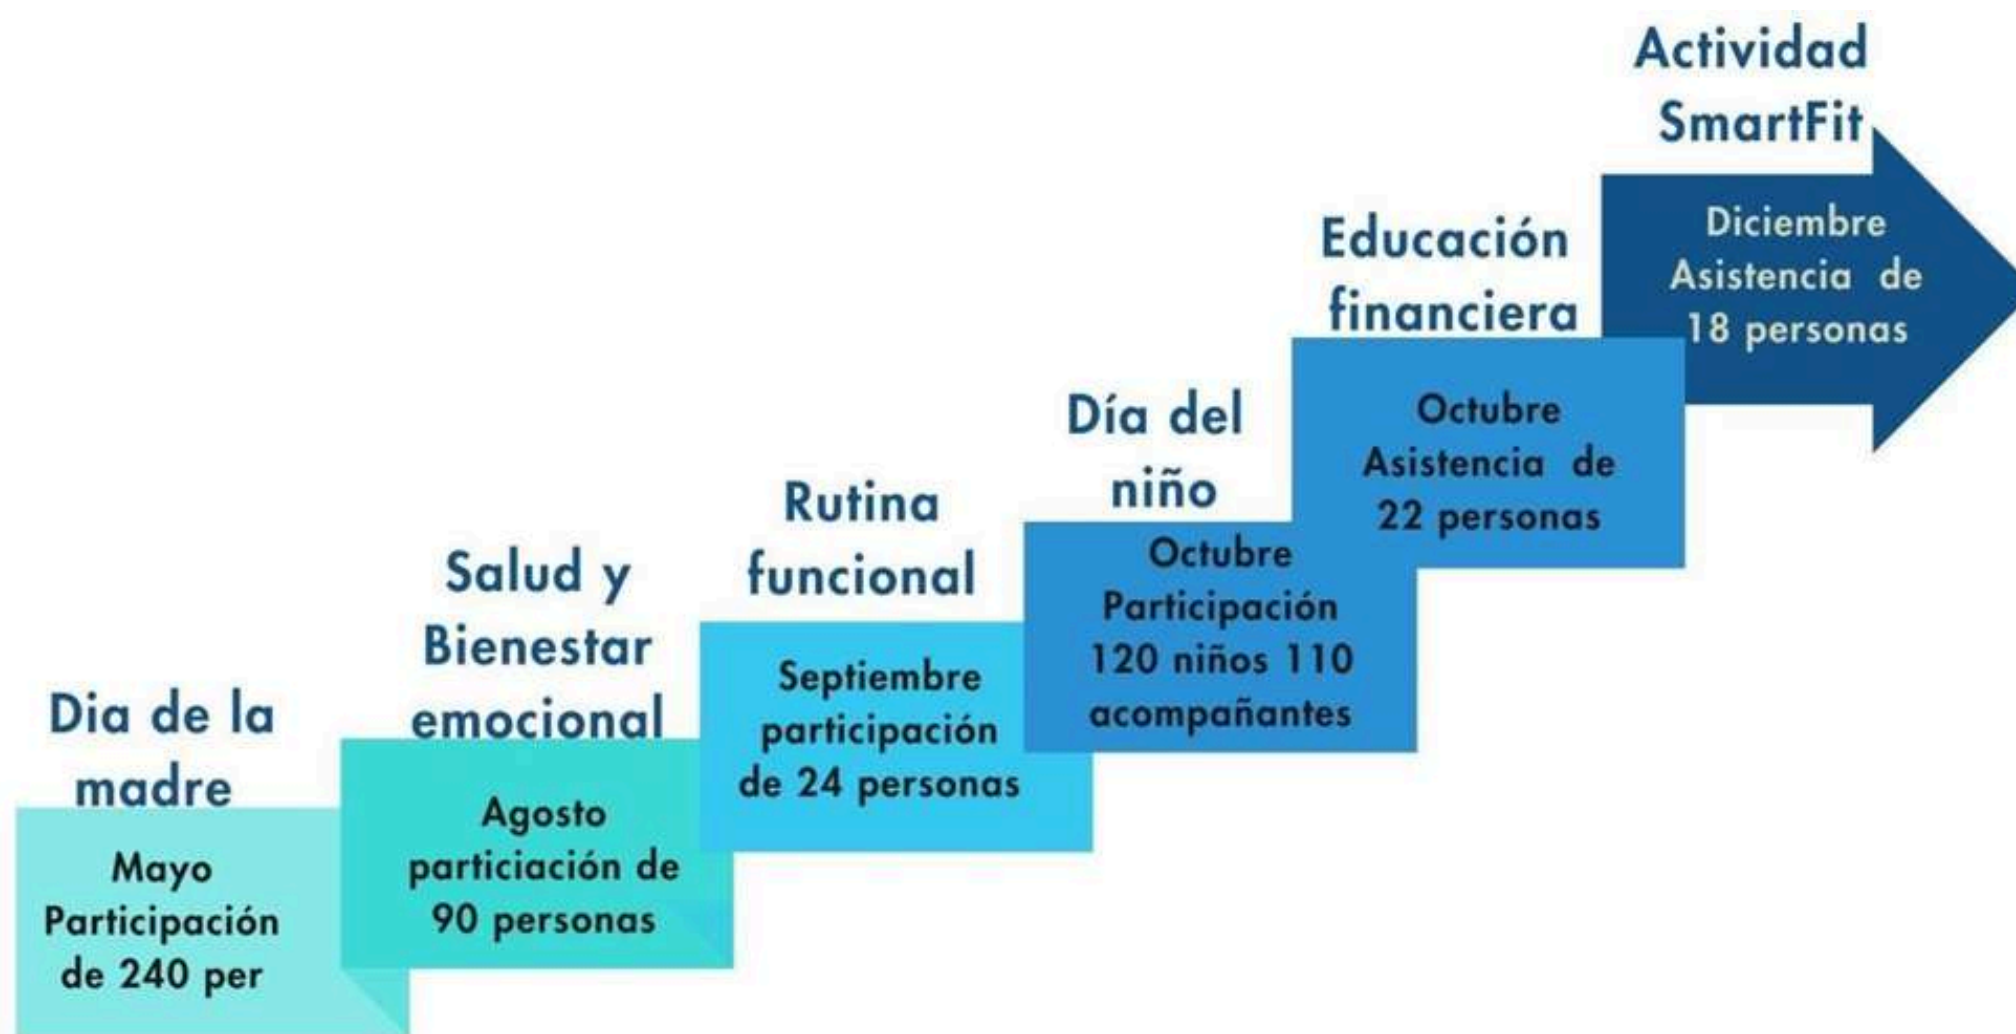 Dia de la
madre
Mayo
Participación
de 240 per
Salud y
Bienestar
emocional
Agosto
particiación de
90 personas
Rutina
funcional
Septiembre
participación
de 24 personas
Día del
niño
Octubre
Participación
120 niños 110
acompañantes
Educación
financiera
Octubre
Asistencia de
22 personas
Actividad
SmartFit
Diciembre
Asistencia de
18 personas